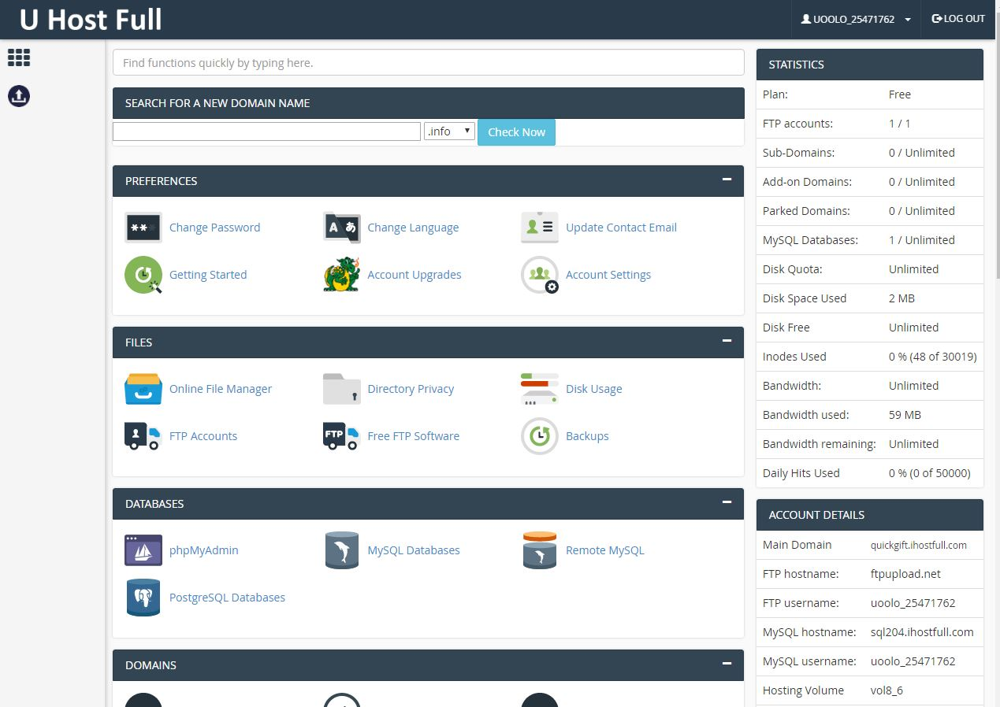 U Host Full
UOOLO_25471762
LOG OUT
Find functions quickly by typing here.
SEARCH FOR A NEW DOMAIN NAME
.info
Check Now
PREFERENCES
**
Change Password
A あ
Change Language
Update Contact Email
Getting Started
Account Upgrades
Account Settings
FILES
Online File Manager
Directory Privacy
Disk Usage
FTP Accounts
FTP
Free FTP Software
Backups
DATABASES
phpMyAdmin
MySQL Databases
Remote MySQL
PostgreSQL Databases
DOMAINS
STATISTICS
Plan: Free
FTP accounts: 1 / 1
Sub-Domains: 0 / Unlimited
Add-on Domains: 0 / Unlimited
Parked Domains: 0 / Unlimited
MySQL Databases: 1 / Unlimited
Disk Quota: Unlimited
Disk Space Used 2 MB
Disk Free Unlimited
Inodes Used 0 % (48 of 30019)
Bandwidth: Unlimited
Bandwidth used: 59 MB
Bandwidth remaining: Unlimited
Daily Hits Used 0 % (0 of 50000)
ACCOUNT DETAILS
Main Domain quickgift.ihostfull.com
FTP hostname: ftpupload.net
FTP username: uoolo_25471762
MySQL hostname: sql204.ihostfull.com
MySQL username: uoolo_25471762
Hosting Volume vol8_6